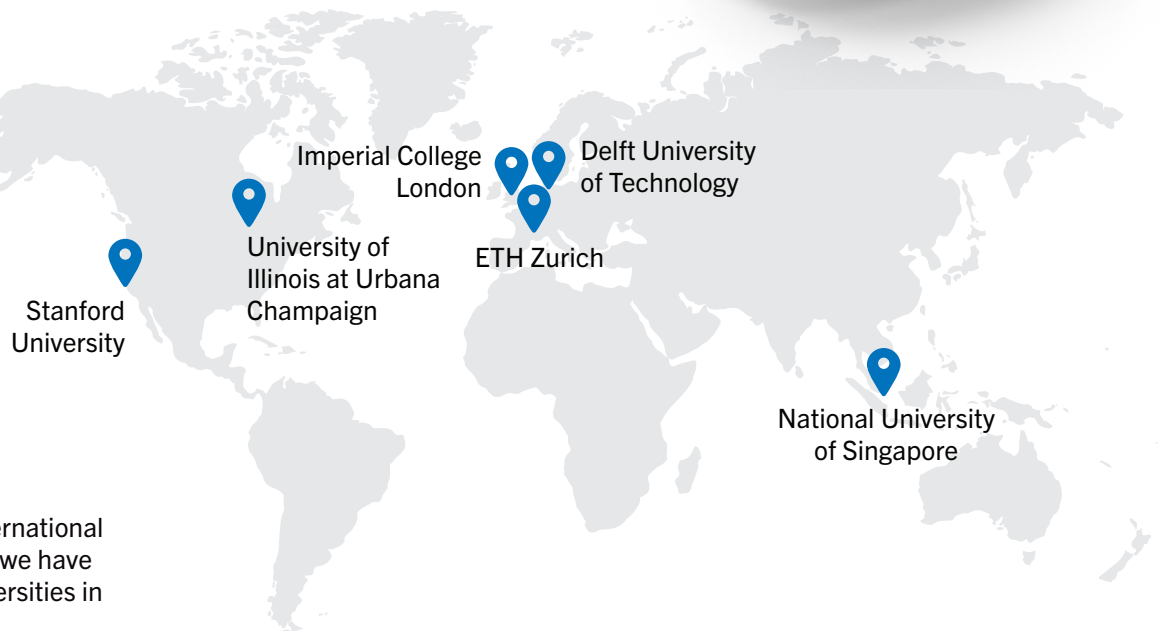 Imperial College
London
Delft University
of Technology
ETH Zurich
University of
Illinois at Urbana
Champaign
Stanford
University
National University
of Singapore
ernational
we have
ersities in